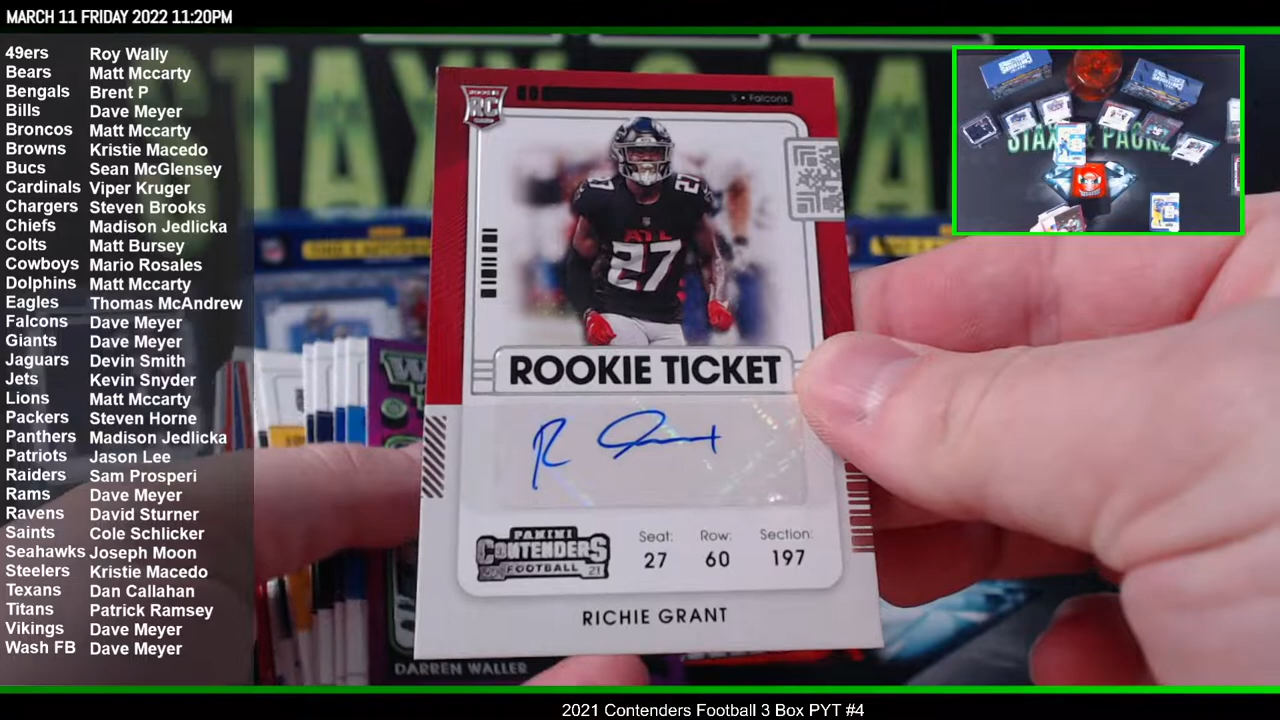 MARCH 11 FRIDAY 2022 11:20PM
49ers Roy Wally
Bears Matt Mccarty
Bengals Brent P
Bills Dave Meyer
Broncos Matt Mccarty
Browns Kristie Macedo
Bucs Sean McGlensey
Cardinals Viper Kruger
Chargers Steven Brooks
Chiefs Madison Jedlicka
Colts Matt Bursey
Cowboys Mario Rosales
Dolphins Matt Mccarty
Eagles Thomas McAndrew
Falcons Dave Meyer
Giants Dave Meyer
Jaguars Devin Smith
Jets Kevin Snyder
Lions Matt Mccarty
Packers Steven Horne
Panthers Madison Jedlicka
Patriots Jason Lee
Raiders Sam Prosperi
Rams Dave Meyer
Ravens David Sturner
Saints Cole Schlicker
Seahawks Joseph Moon
Steelers Kristie Macedo
Texans Dan Callahan
Titans Patrick Ramsey
Vikings Dave Meyer
Wash FB Dave Meyer
RC
S • Falcons
27
27
ATL
27
ROOKIE TICKET
R Grant
PANINI
CONTENDERS
20 FOOTBALL 21
Seat: Row: Section:
27 60 197
RICHIE GRANT
DARREN WALLER
2021 Contenders Football 3 Box PYT #4